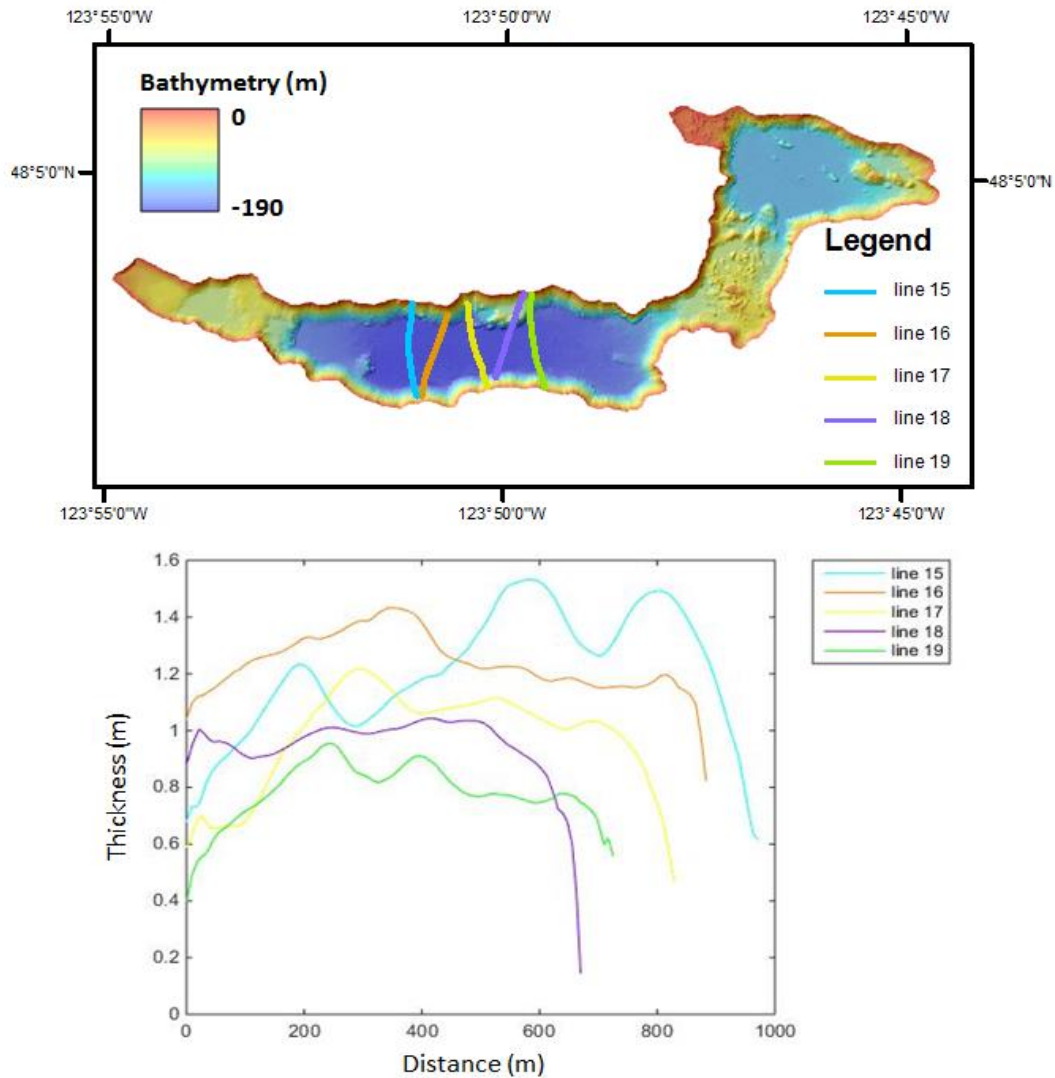 123°55'0"W 123°50'0"W 123°45'0"W
Bathymetry (m)
0
-190
48°5'0"N
48°5'0"N
Legend
line 15
line 16
line 17
line 18
line 19
123°55'0"W 123°50'0"W 123°45'0"W
1.6
1.4
1.2
1
0.8
0.6
0.4
0.2
0
Thickness (m)
line 15
line 16
line 17
line 18
line 19
0 200 400 600 800 1000
Distance (m)